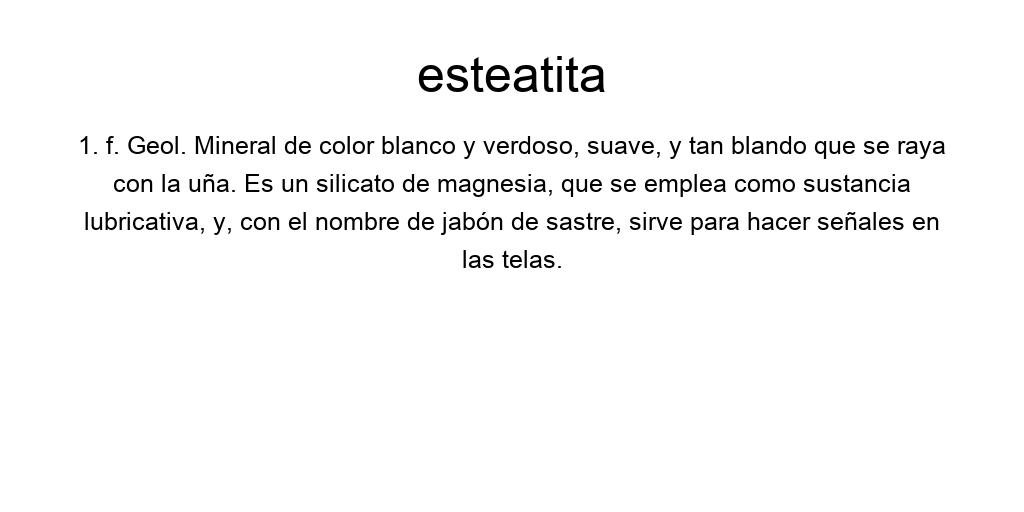 esteatita
1. f. Geol. Mineral de color blanco y verdoso, suave, y tan blando que se raya
con la uña. Es un silicato de magnesia, que se emplea como sustancia
lubricativa, y, con el nombre de jabón de sastre, sirve para hacer señales en
las telas.